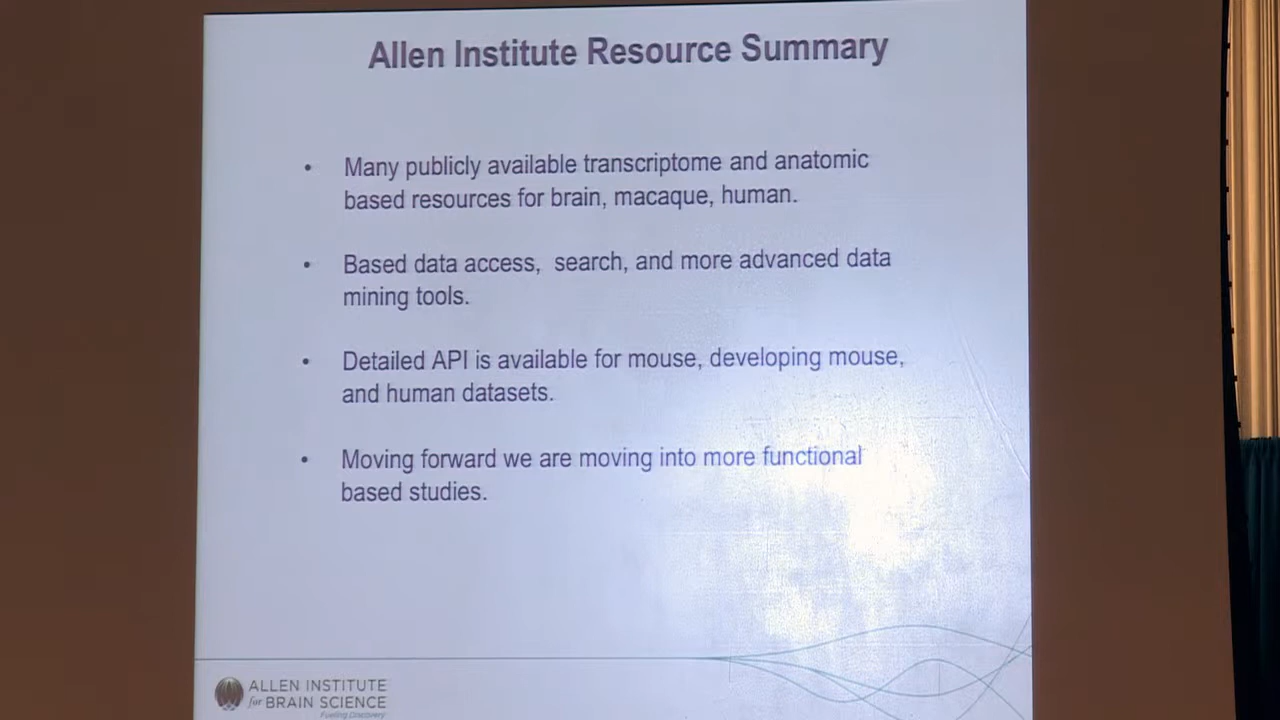 Allen Institute Resource Summary
• Many publicly available transcriptome and anatomic
based resources for brain, macaque, human.
• Based data access, search, and more advanced data
mining tools.
• Detailed API is available for mouse, developing mouse,
and human datasets.
• Moving forward we are moving into more functional
based studies.
ALLEN INSTITUTE
for BRAIN SCIENCE
Fueling Discovery